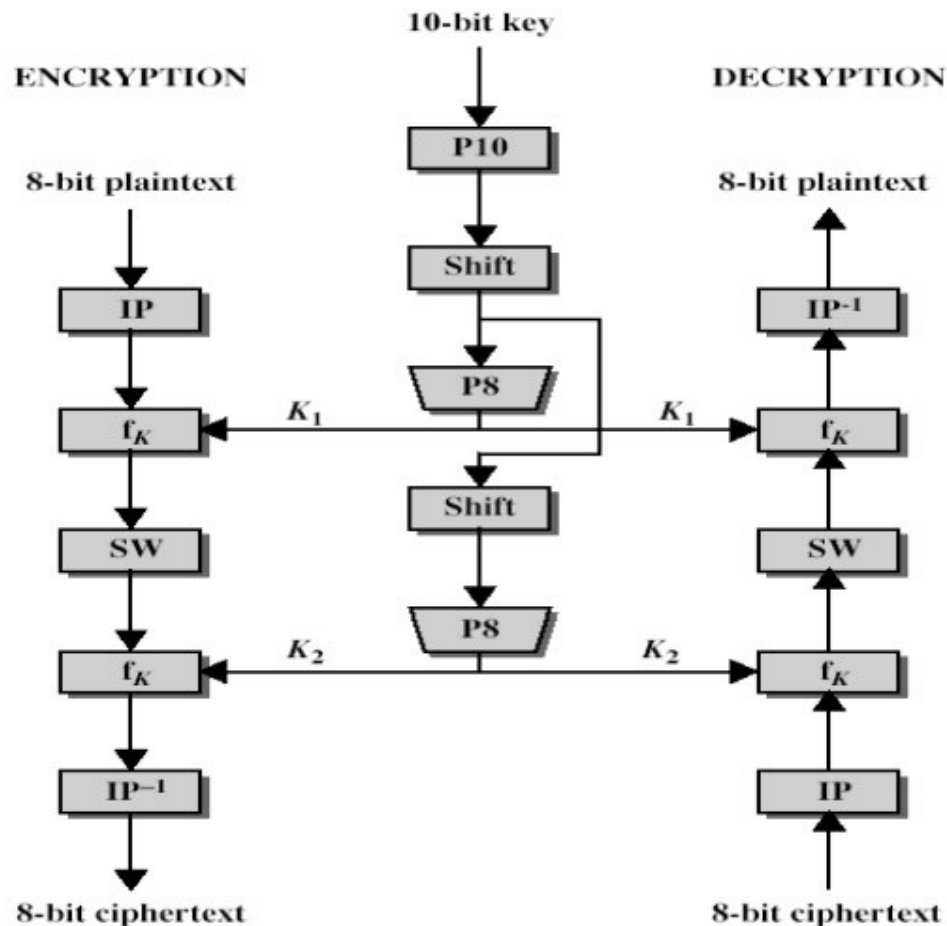 10-bit key
ENCRYPTION
DECRYPTION
P10
8-bit plaintext
8-bit plaintext
Shift
IP
IP-1
P8
K1
K1
fK
fK
Shift
SW
SW
P8
K2
K2
fK
fK
IP–1
IP
8-bit ciphertext
8-bit ciphertext